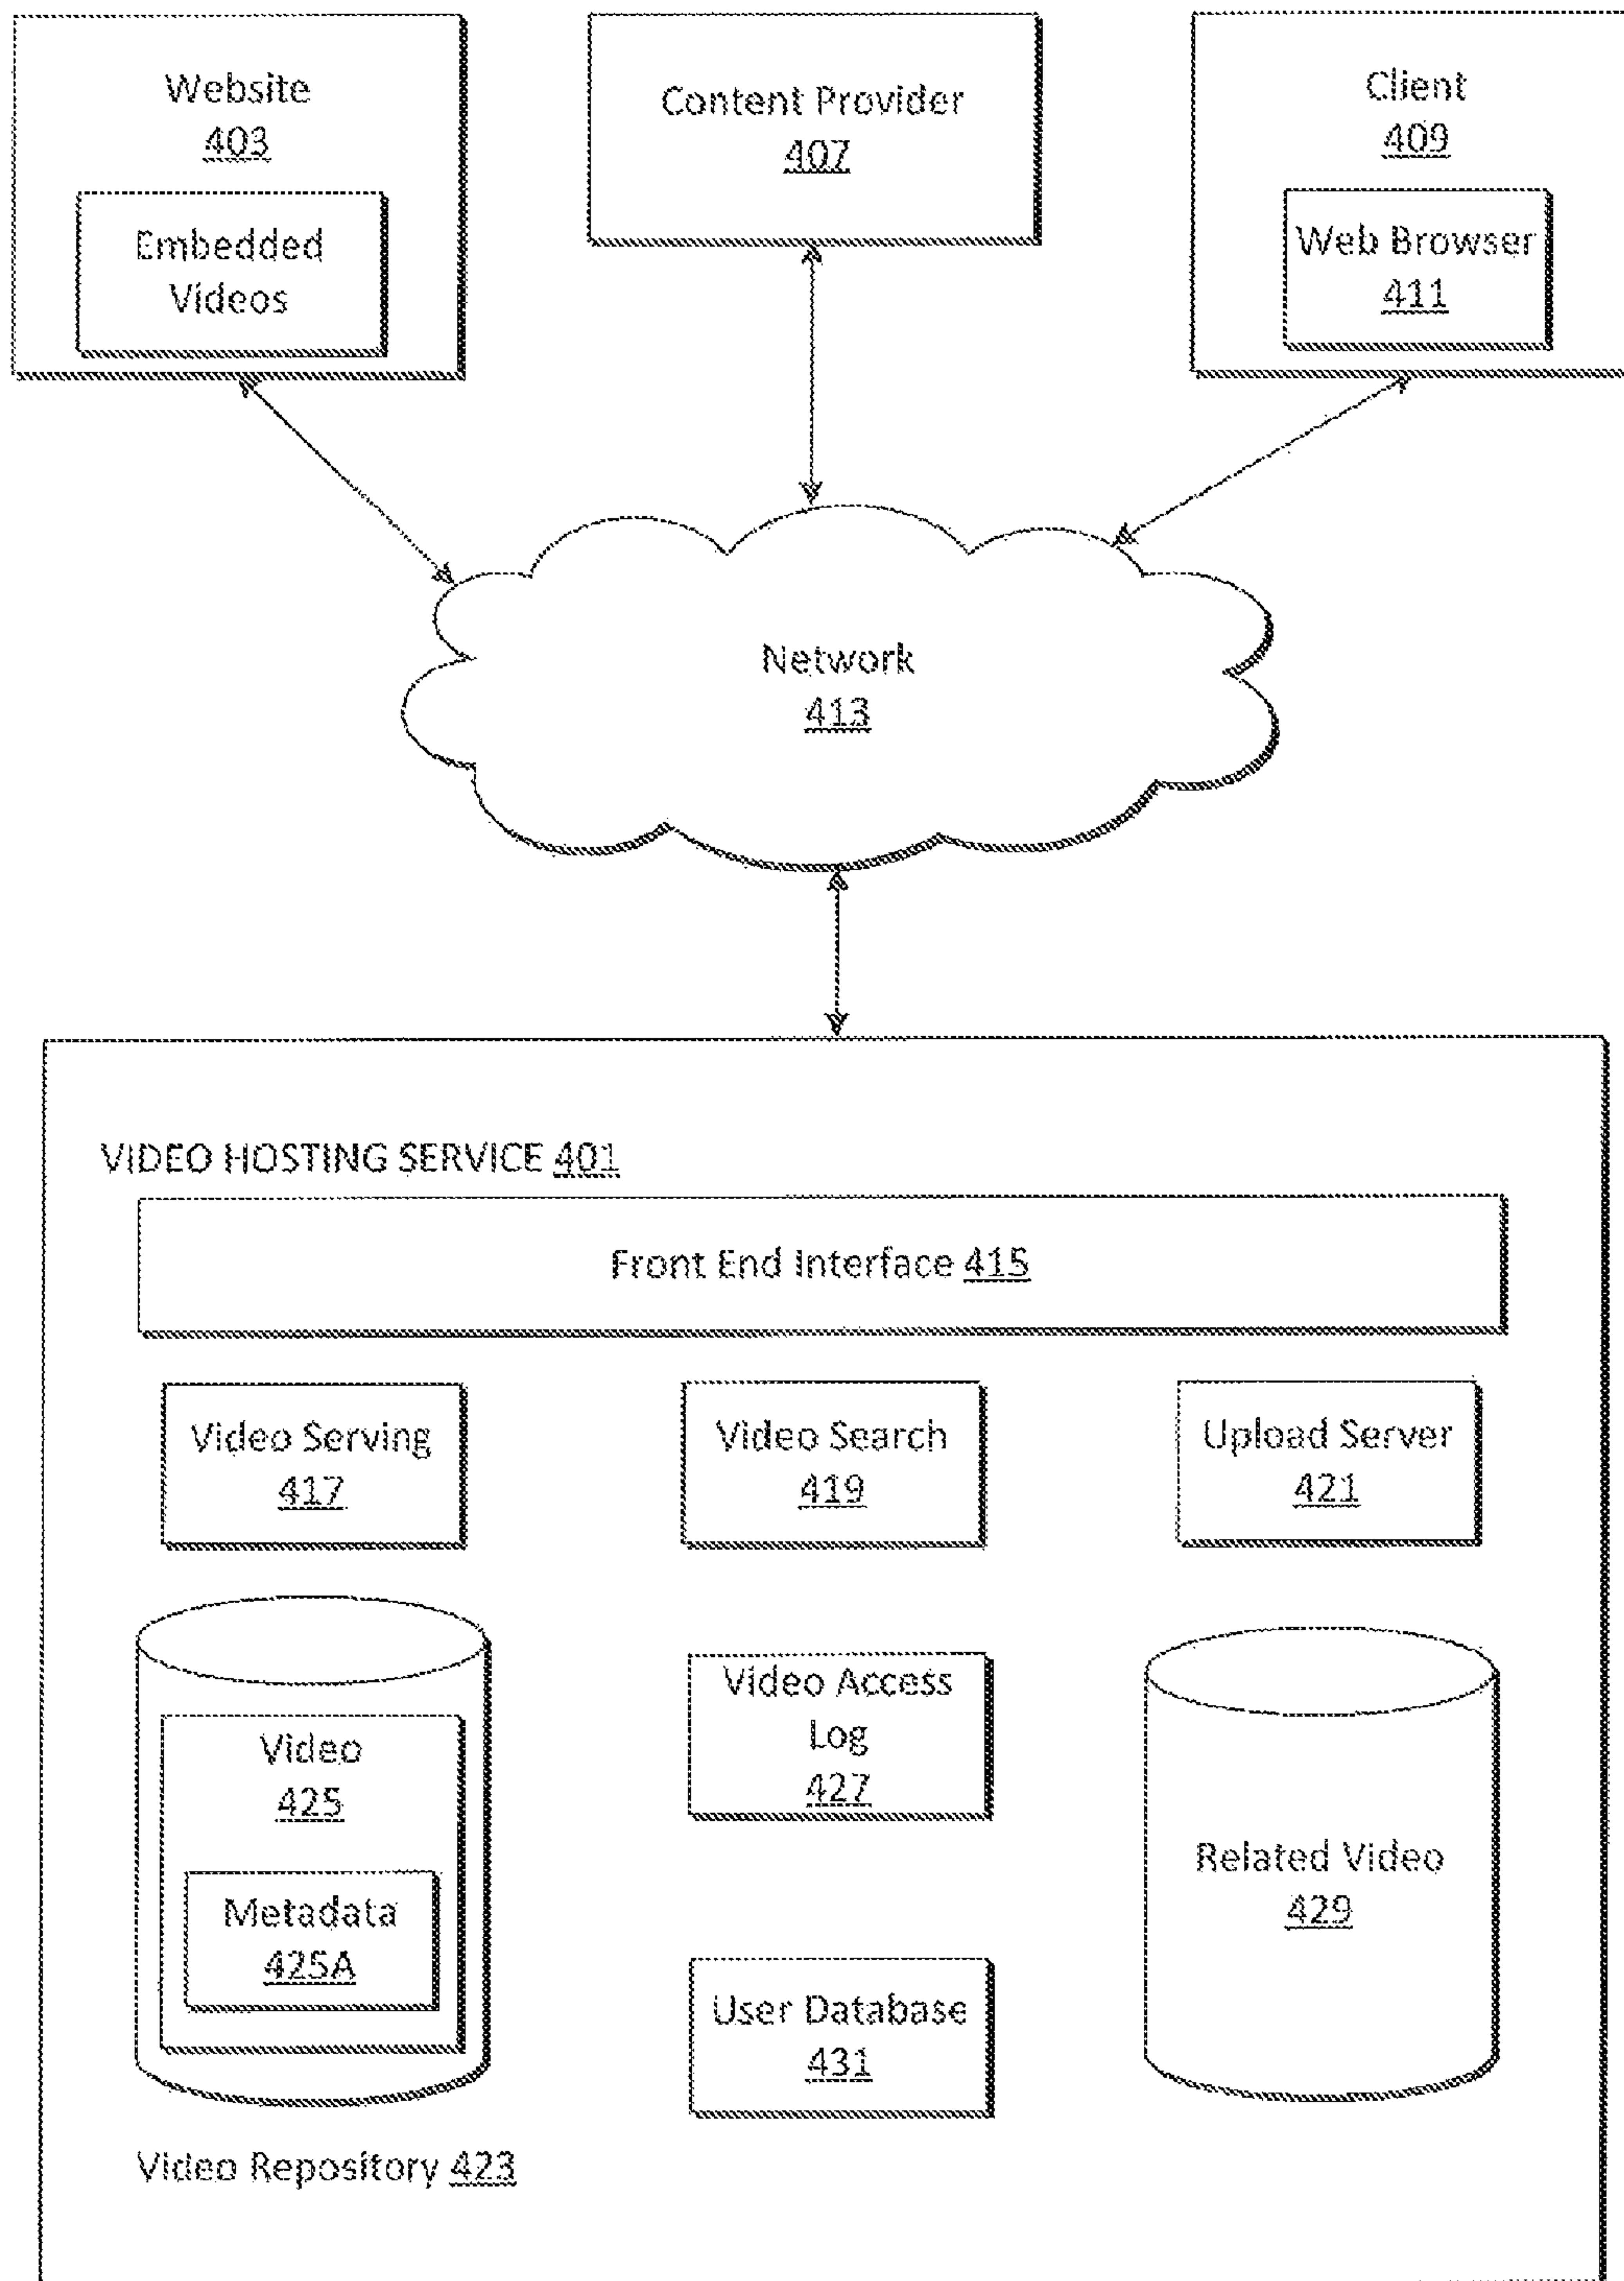 Website
403
Embedded
Videos
Content Provider
407
Client
409
Web Browser
411
Network
413
VIDEO HOSTING SERVICE 401
Front End Interface 415
Video Serving
417
Video Search
419
Upload Server
421
Video
425
Metadata
425A
Video Repository 423
Video Access
Log
427
User Database
431
Related Video
429